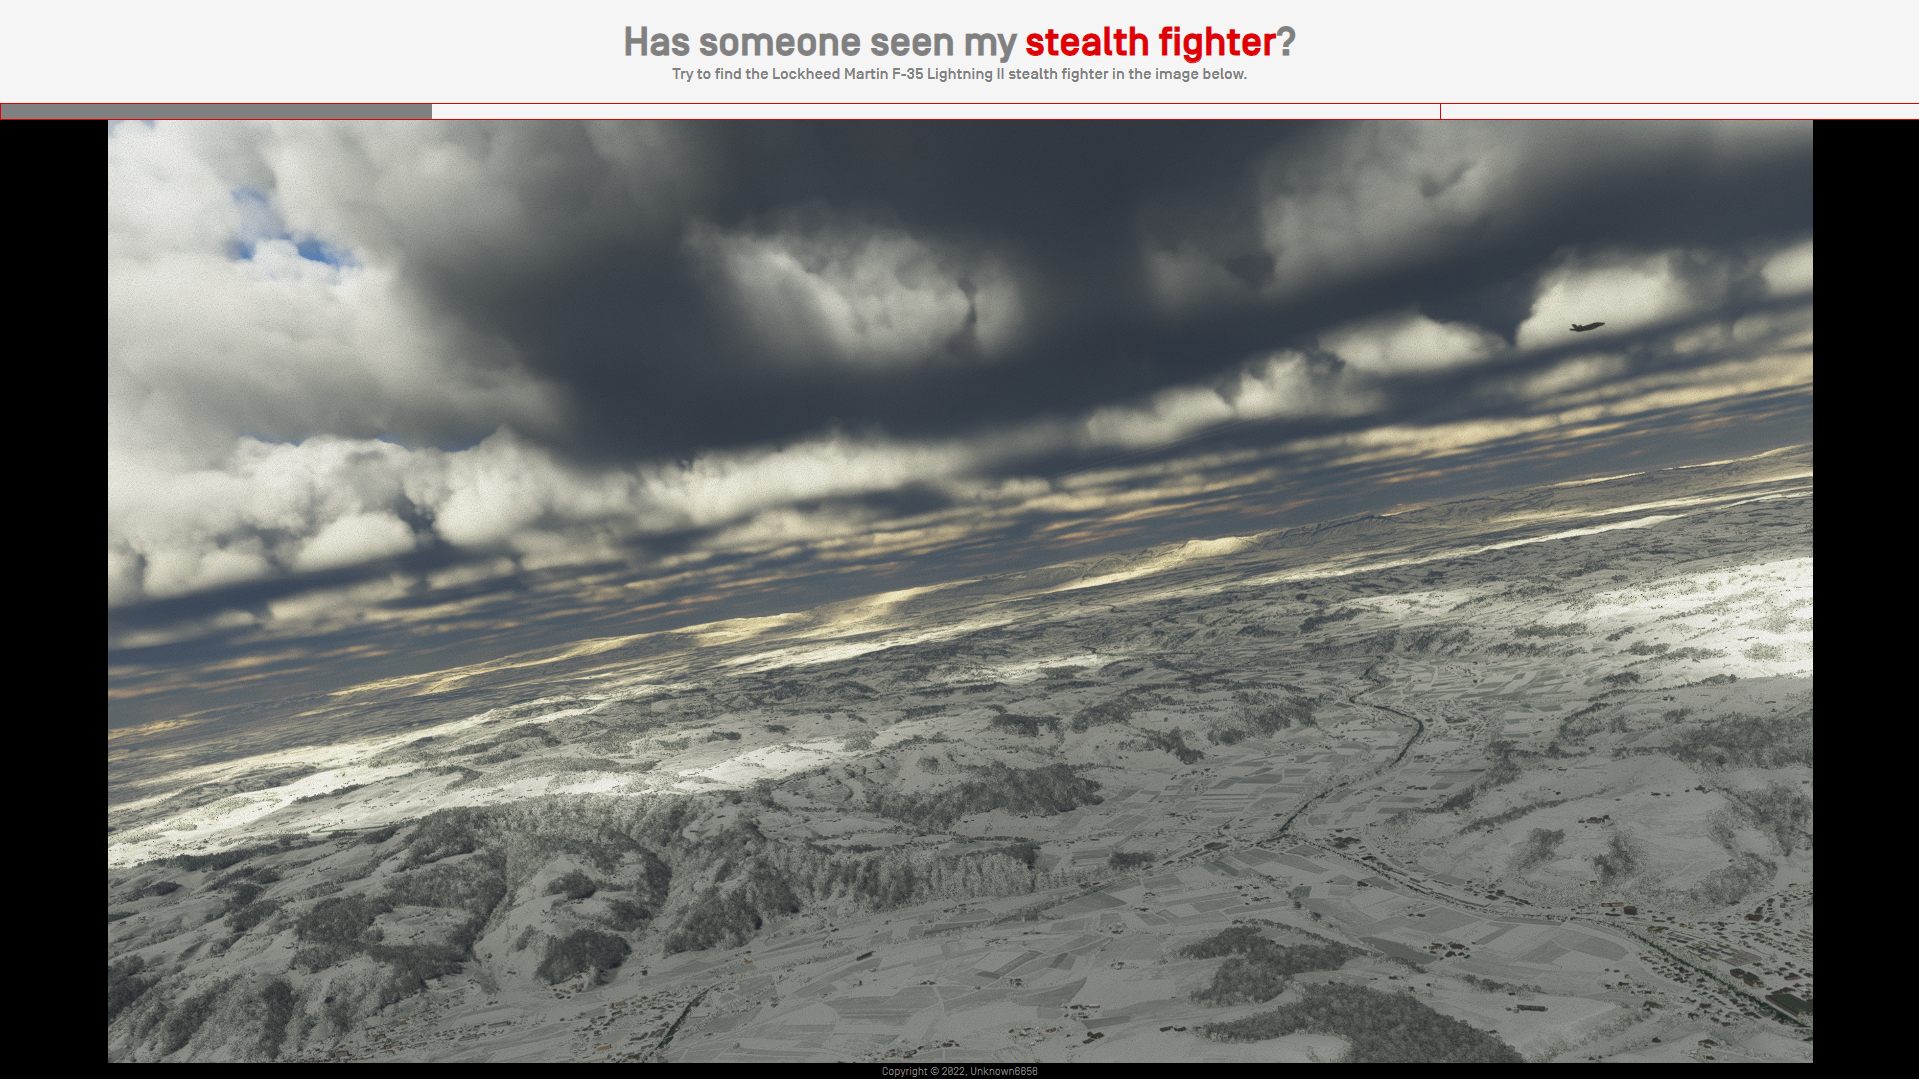 Has someone seen my stealth fighter?
Try to find the Lockheed Martin F-35 Lightning II stealth fighter in the image below.
Copyright © 2022, Unknown6656